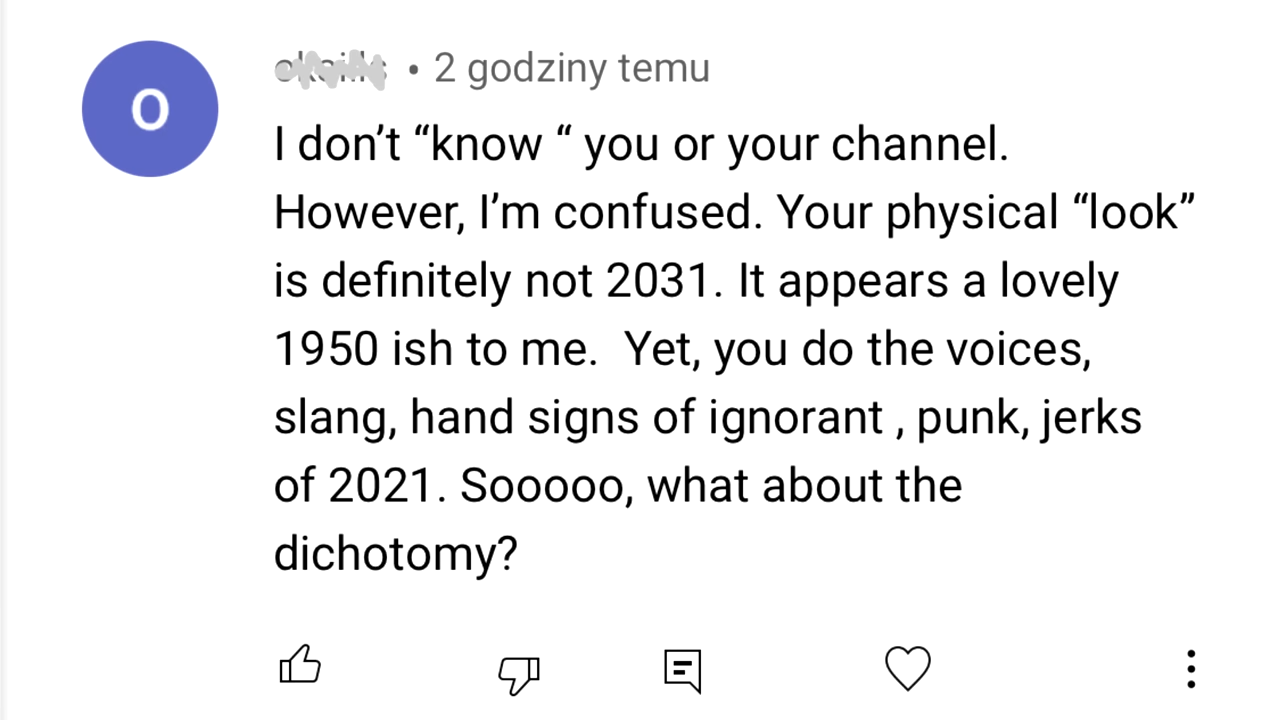 O
• 2 godziny temu
I don’t “know “ you or your channel.
However, I’m confused. Your physical “look”
is definitely not 2031. It appears a lovely
1950 ish to me.  Yet, you do the voices,
slang, hand signs of ignorant , punk, jerks
of 2021. Sooooo, what about the
dichotomy?